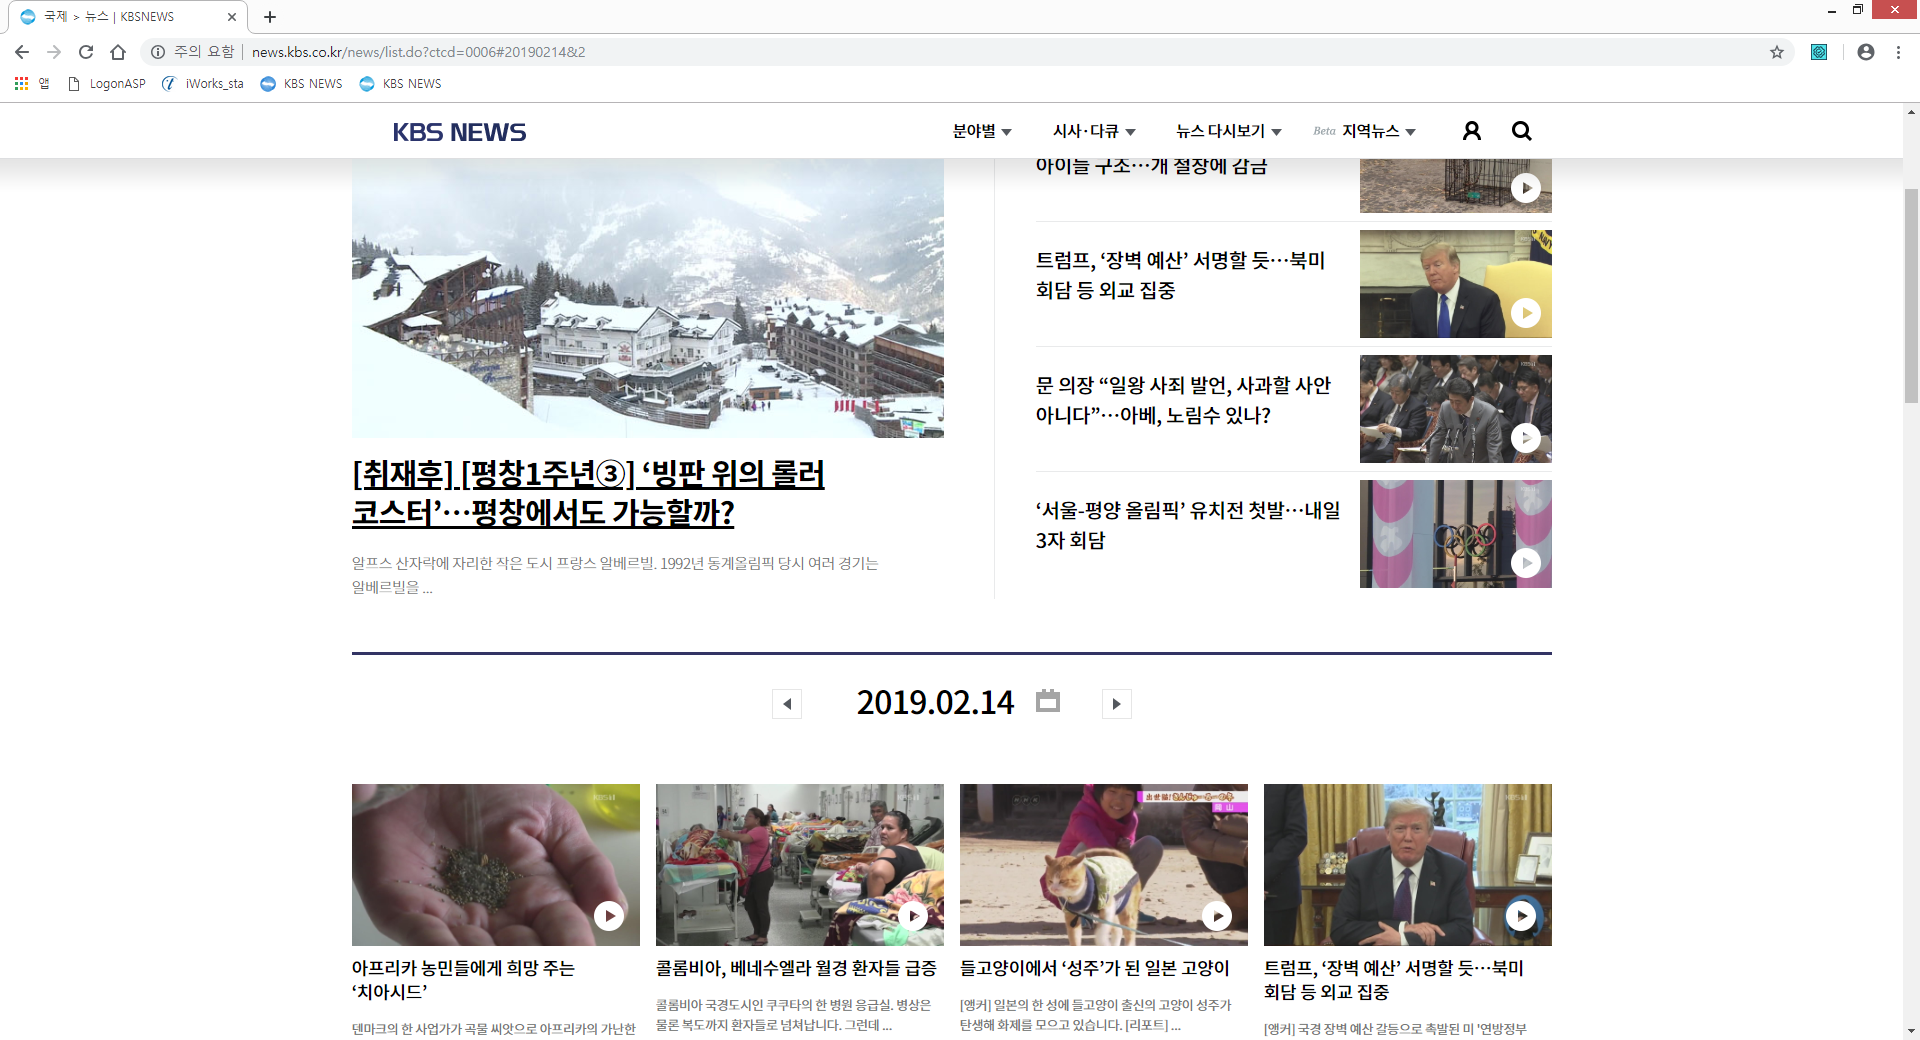 국제 > 뉴스 | KBSNEWS
주의 요함
news.kbs.co.kr/news/list.do?ctcd=0006#20190214&2
앱
LogonASP
iWorks_sta
KBS NEWS
KBS NEWS
KBS NEWS
분야별
시사·다큐
뉴스 다시보기
Beta 지역뉴스
아이들 구조…개 철장에 감금
트럼프, ‘장벽 예산’ 서명할 듯…북미
회담 등 외교 집중
문 의장 “일왕 사죄 발언, 사과할 사안
아니다”…아베, 노림수 있나?
‘서울-평양 올림픽’ 유치전 첫발…내일
3자 회담
[취재후] [평창1주년③] ‘빙판 위의 롤러
코스터’…평창에서도 가능할까?
알프스 산자락에 자리한 작은 도시 프랑스 알베르빌. 1992년 동계올림픽 당시 여러 경기는
알베르빌을 ...
2019.02.14
아프리카 농민들에게 희망 주는
‘치아시드’
덴마크의 한 사업가가 곡물 씨앗으로 아프리카의 가난한
콜롬비아, 베네수엘라 월경 환자들 급증
콜롬비아 국경도시인 쿠쿠타의 한 병원 응급실. 병상은
물론 복도까지 환자들로 넘쳐납니다. 그런데 ...
들고양이에서 ‘성주’가 된 일본 고양이
[앵커] 일본의 한 성에 들고양이 출신의 고양이 성주가
탄생해 화제를 모으고 있습니다. [리포트] ...
트럼프, ‘장벽 예산’ 서명할 듯…북미
회담 등 외교 집중
[앵커] 국경 장벽 예산 갈등으로 촉발된 미 '연방정부